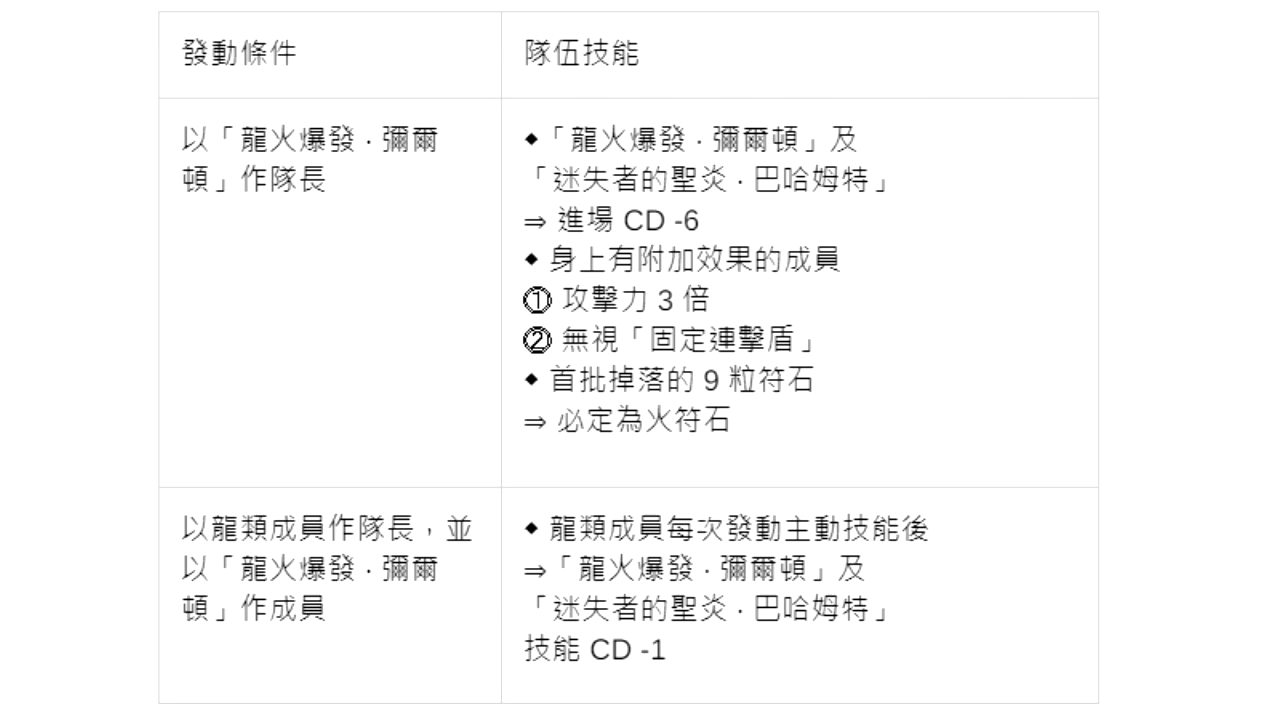 發動條件
隊伍技能
以「龍火爆發 · 彌爾
頓」作隊長
◆「龍火爆發 · 彌爾頓」及
「迷失者的聖炎 · 巴哈姆特」
⇒ 進場 CD -6
◆ 身上有附加效果的成員
① 攻擊力 3 倍
② 無視「固定連擊盾」
◆ 首批掉落的 9 粒符石
⇒ 必定為火符石
以龍類成員作隊長，並
以「龍火爆發 · 彌爾
頓」作成員
◆ 龍類成員每次發動主動技能後
⇒「龍火爆發 · 彌爾頓」及
「迷失者的聖炎 · 巴哈姆特」
技能 CD -1